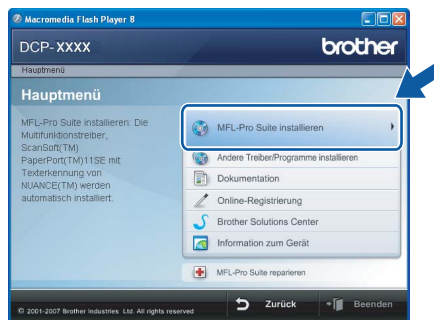 Macromedia Flash Player 8
DCP-XXXX
brother
Hauptmenü
Hauptmenü
MFL-Pro Suite installieren: Die
Multifunktionstreiber,
ScanSoft(TM)
PaperPort(TM)11SE mit
Texterkennung von
NUANCE(TM) werden
automatisch installiert.
MFL-Pro Suite installieren
Andere Treiber/Programme installieren
Dokumentation
Online-Registrierung
Brother Solutions Center
Information zum Gerät
MFL-Pro Suite reparieren
© 2001-2007 Brother Industries Ltd. All rights reserved
Zurück
Beenden